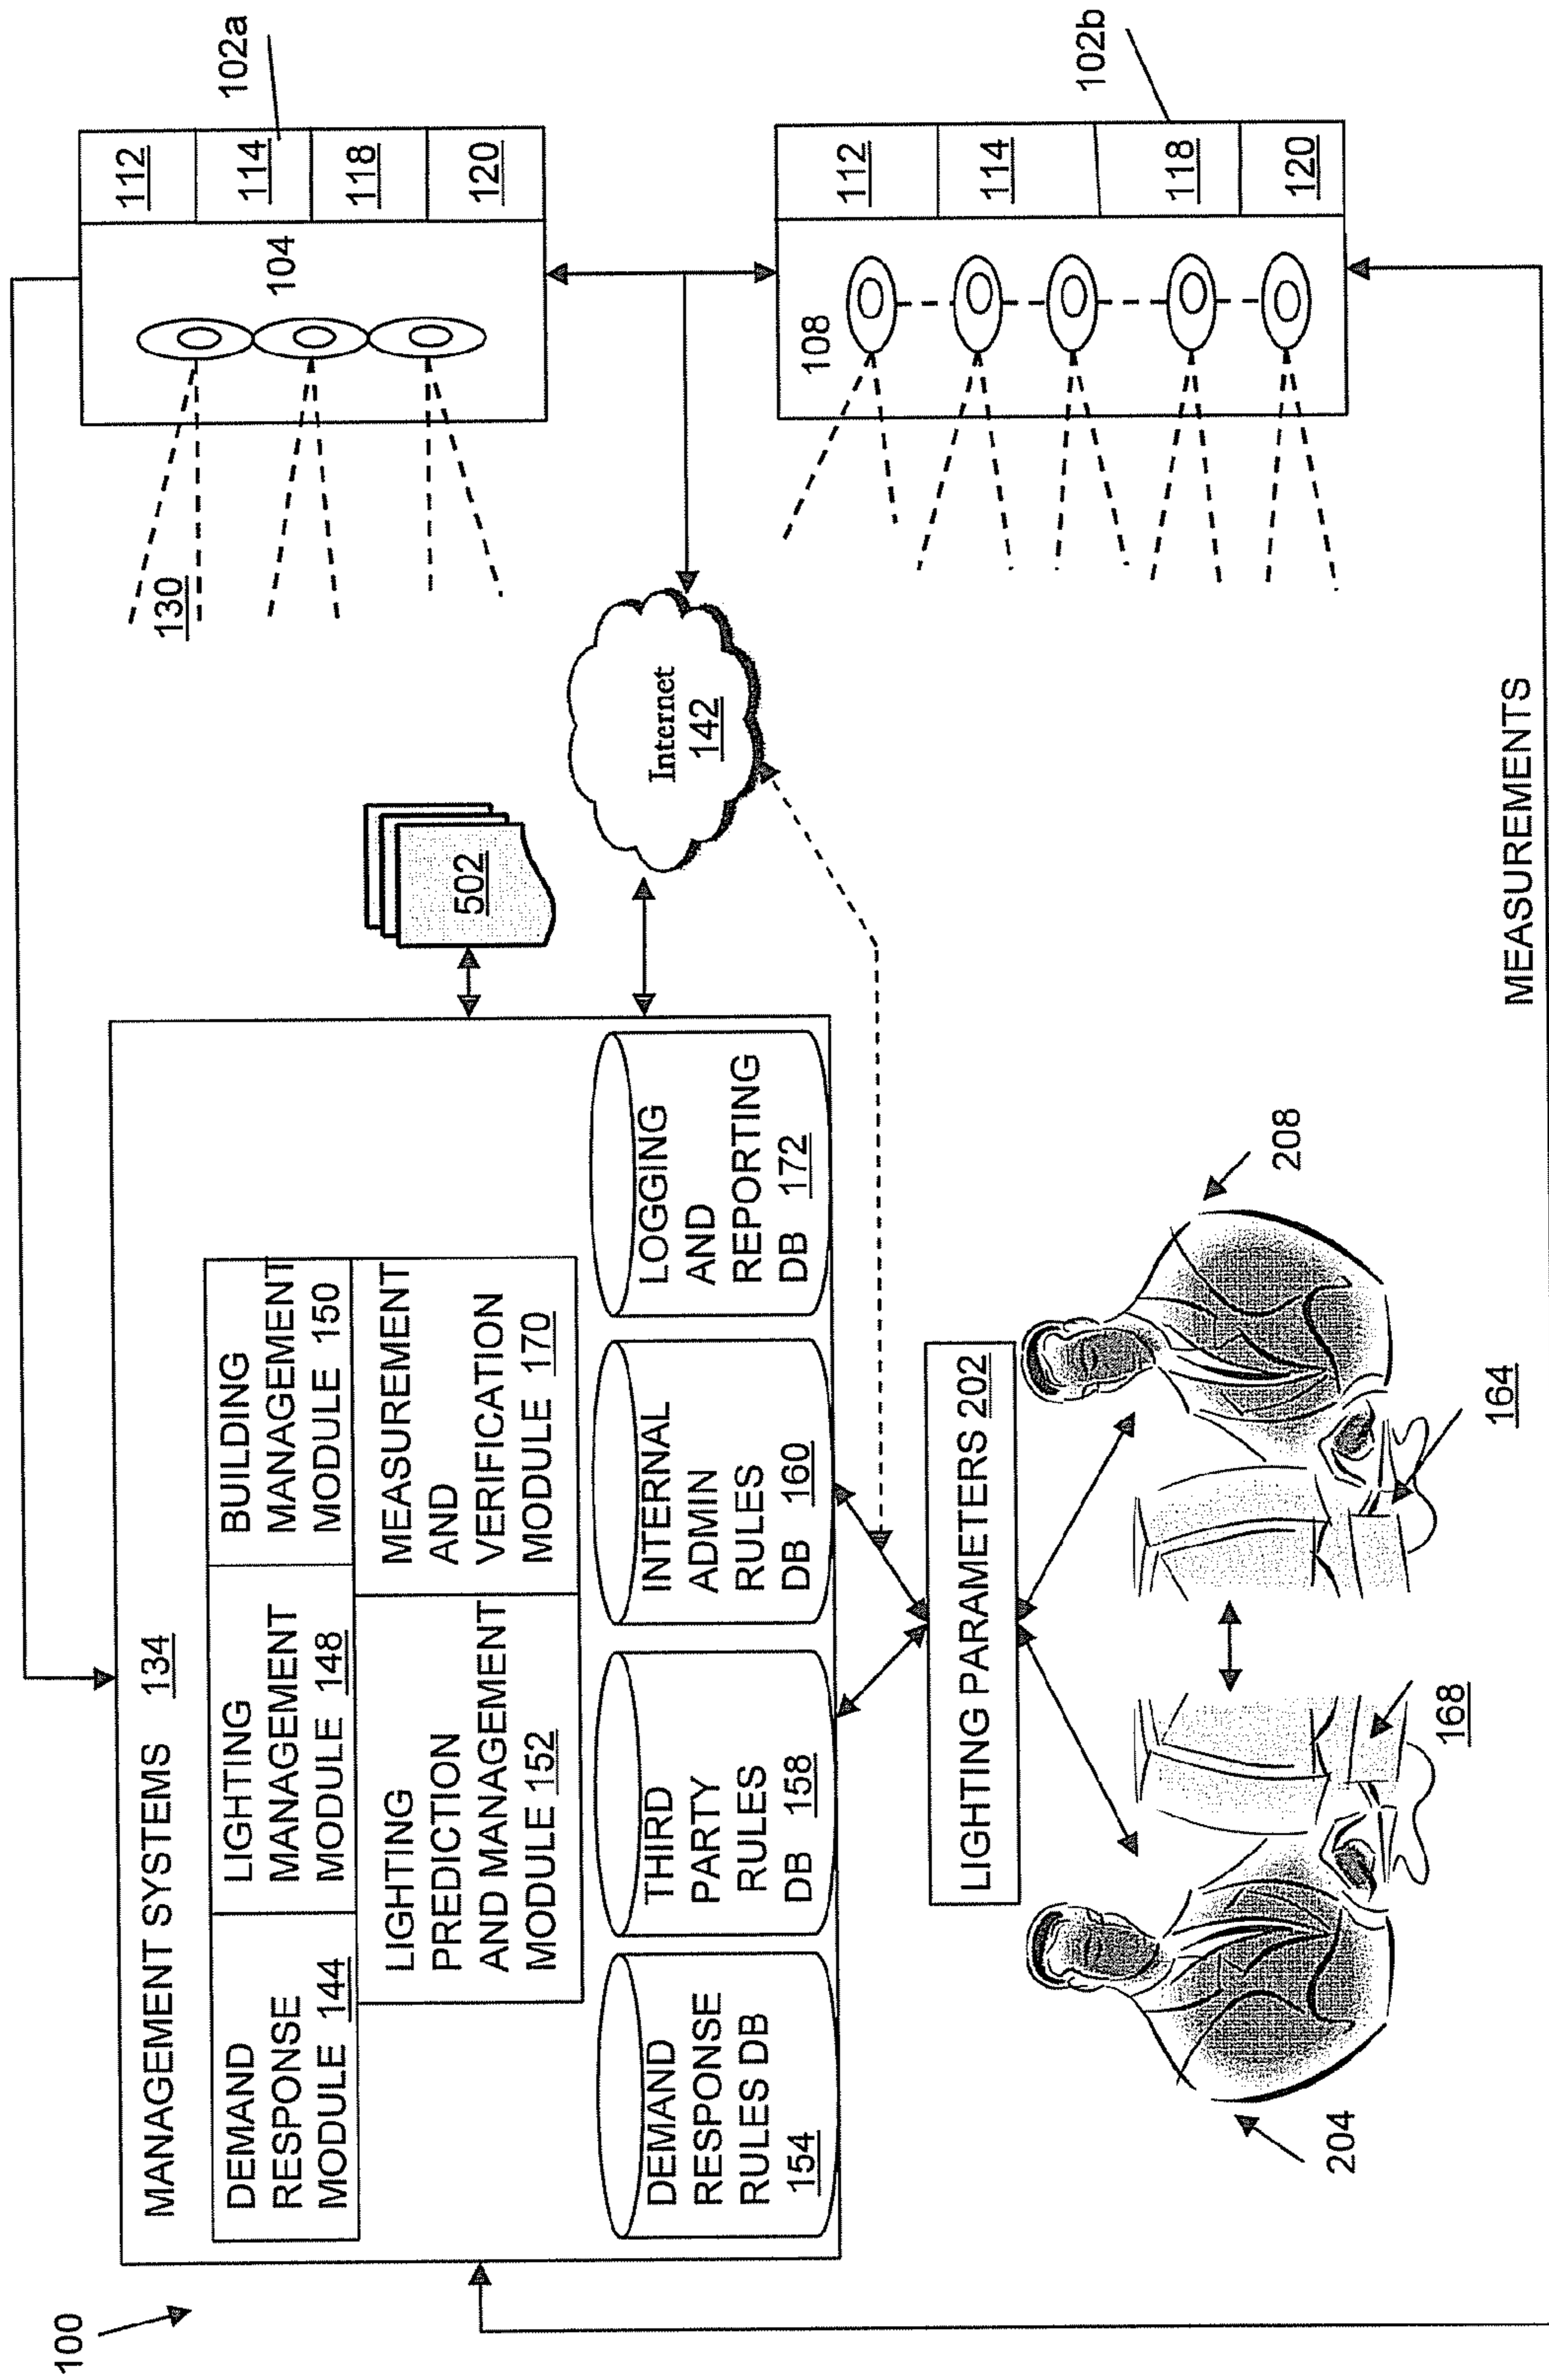 100
MANAGEMENT SYSTEMS 134
DEMAND
RESPONSE
MODULE 144
LIGHTING
MANAGEMENT
MODULE 148
BUILDING
MANAGEMENT
MODULE 150
LIGHTING
PREDICTION
AND MANAGEMENT
MODULE 152
MEASUREMENT
AND
VERIFICATION
MODULE 170
DEMAND
RESPONSE
RULES DB
154
THIRD
PARTY
RULES
DB 158
INTERNAL
ADMIN
RULES
DB 160
LOGGING
AND
REPORTING
DB 172
502
Internet
142
130
104
102a
112
114
118
120
108
102b
112
114
118
120
LIGHTING PARAMETERS 202
204
168
164
208
MEASUREMENTS